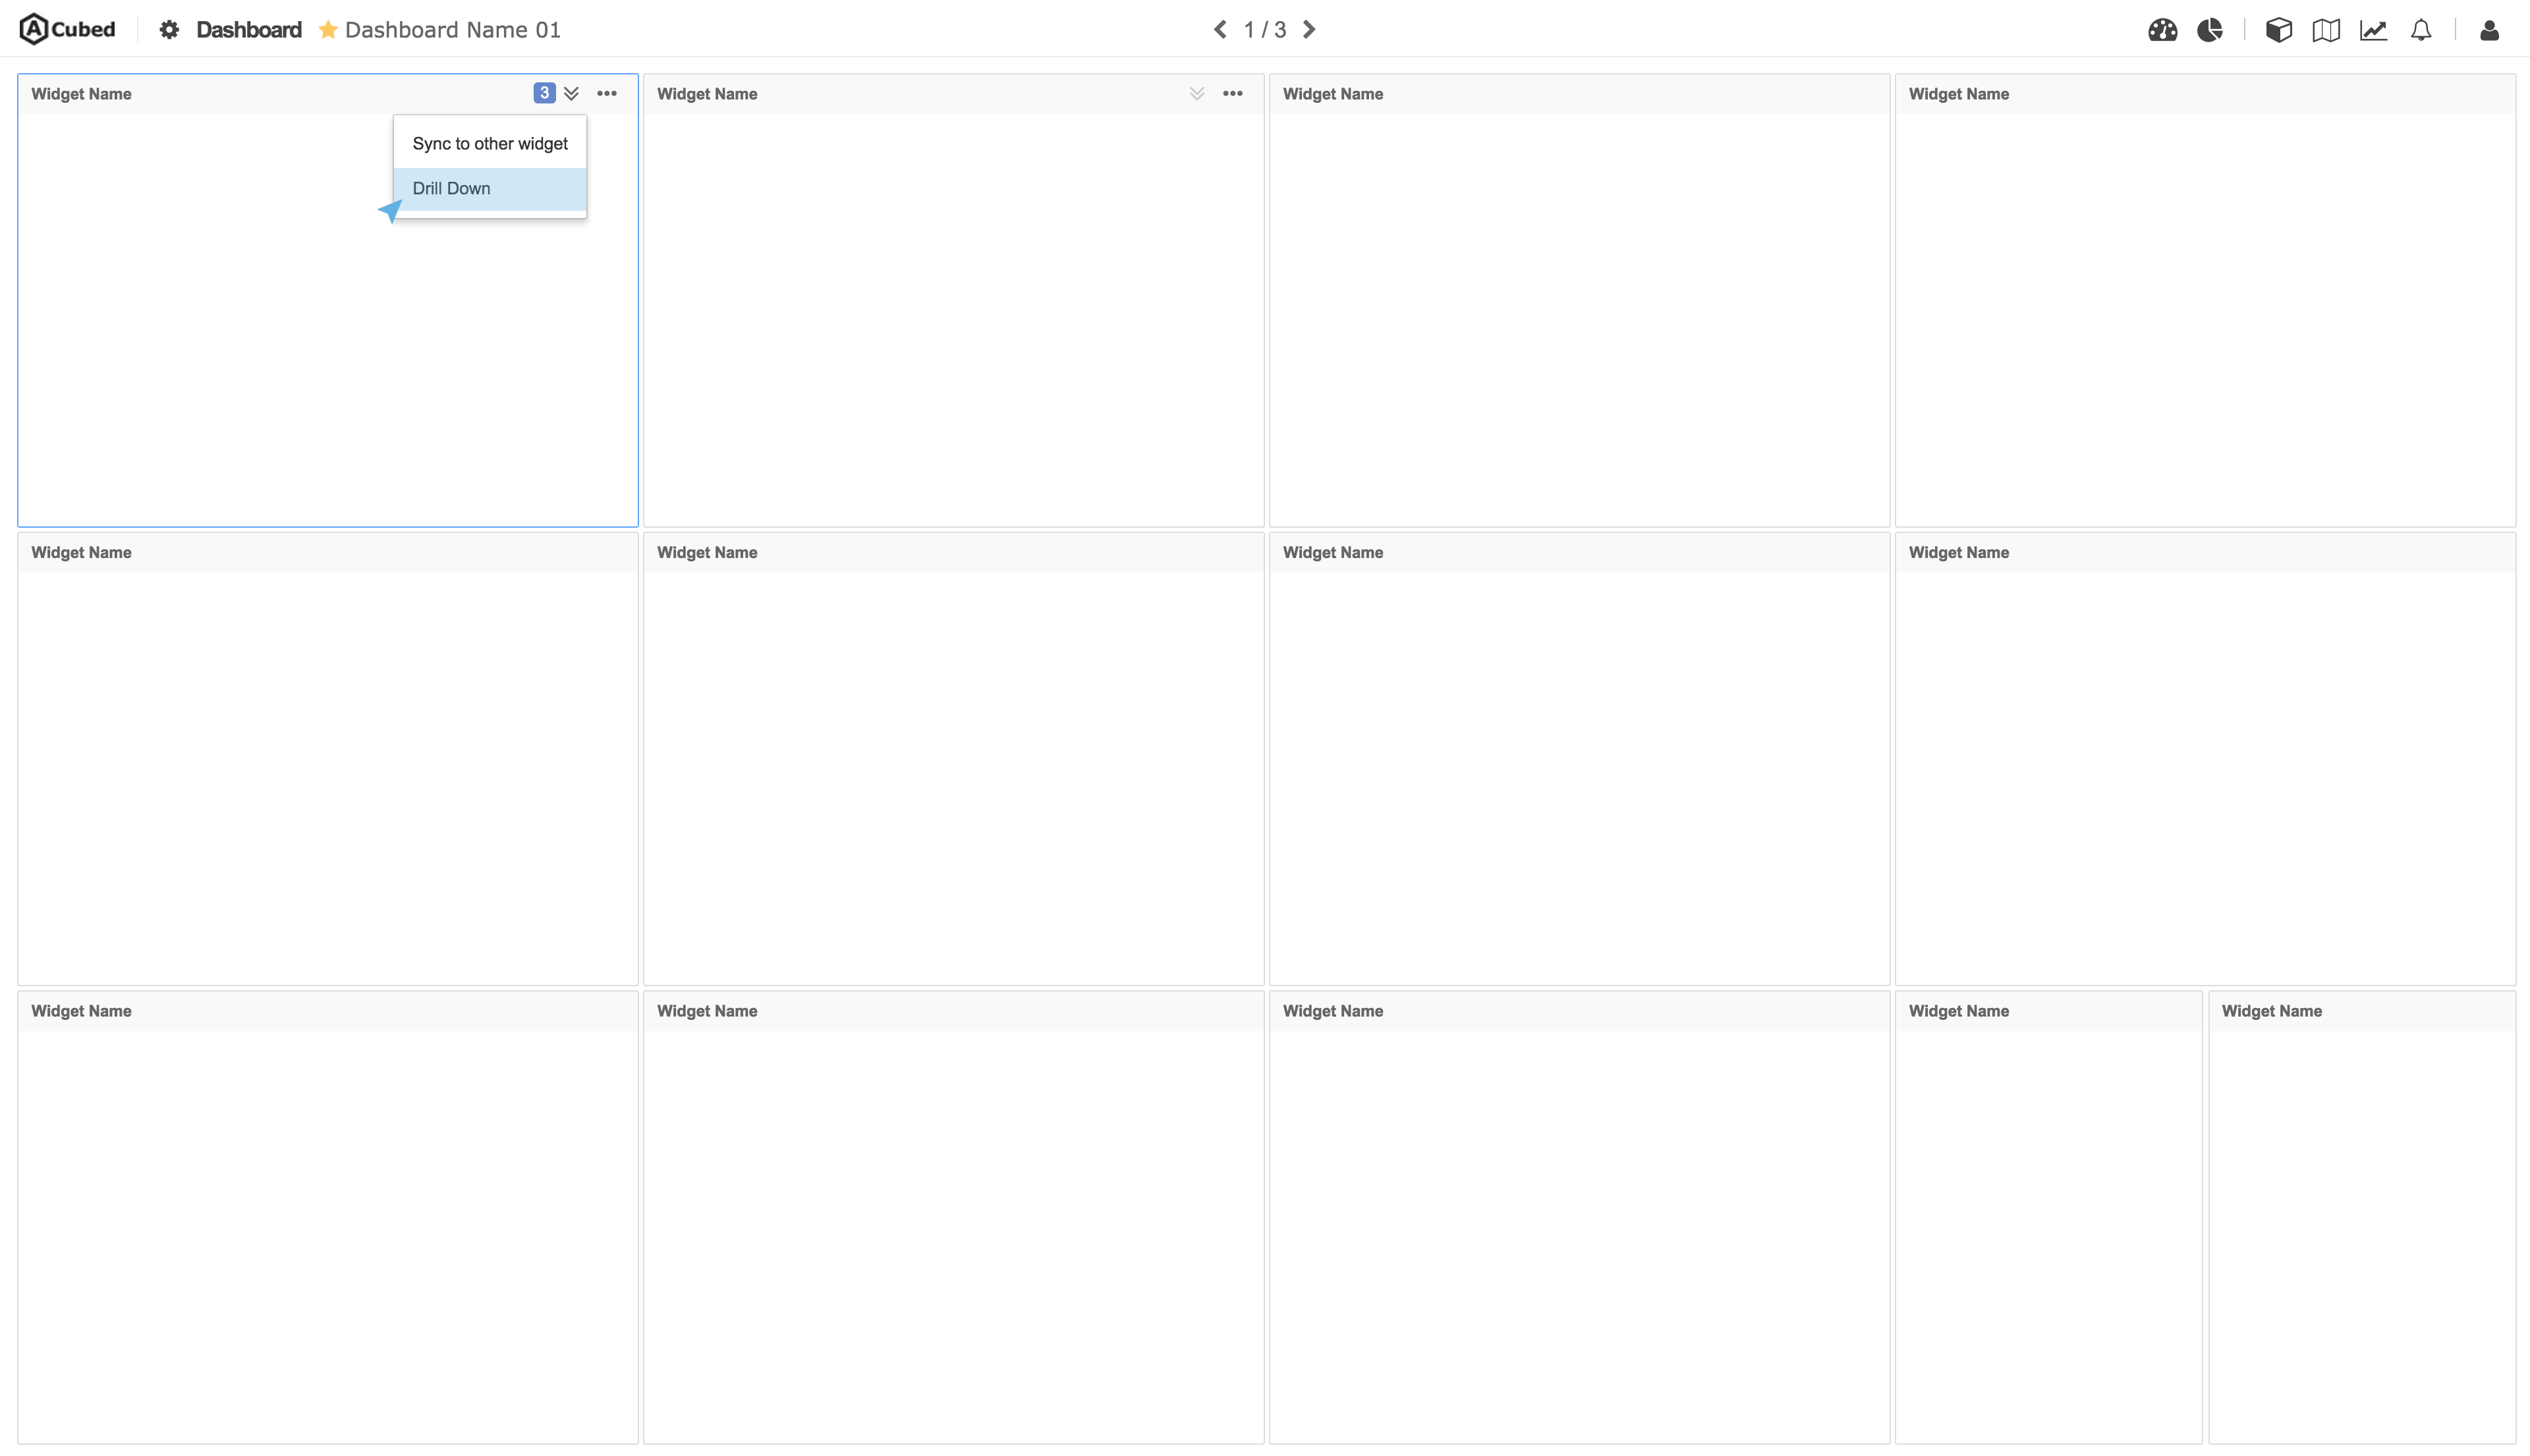 A Cubed Dashboard Dashboard Name 01 1 / 3
Widget Name 3 Widget Name Widget Name Widget Name
Sync to other widget
Drill Down
Widget Name Widget Name Widget Name Widget Name
Widget Name Widget Name Widget Name Widget Name Widget Name